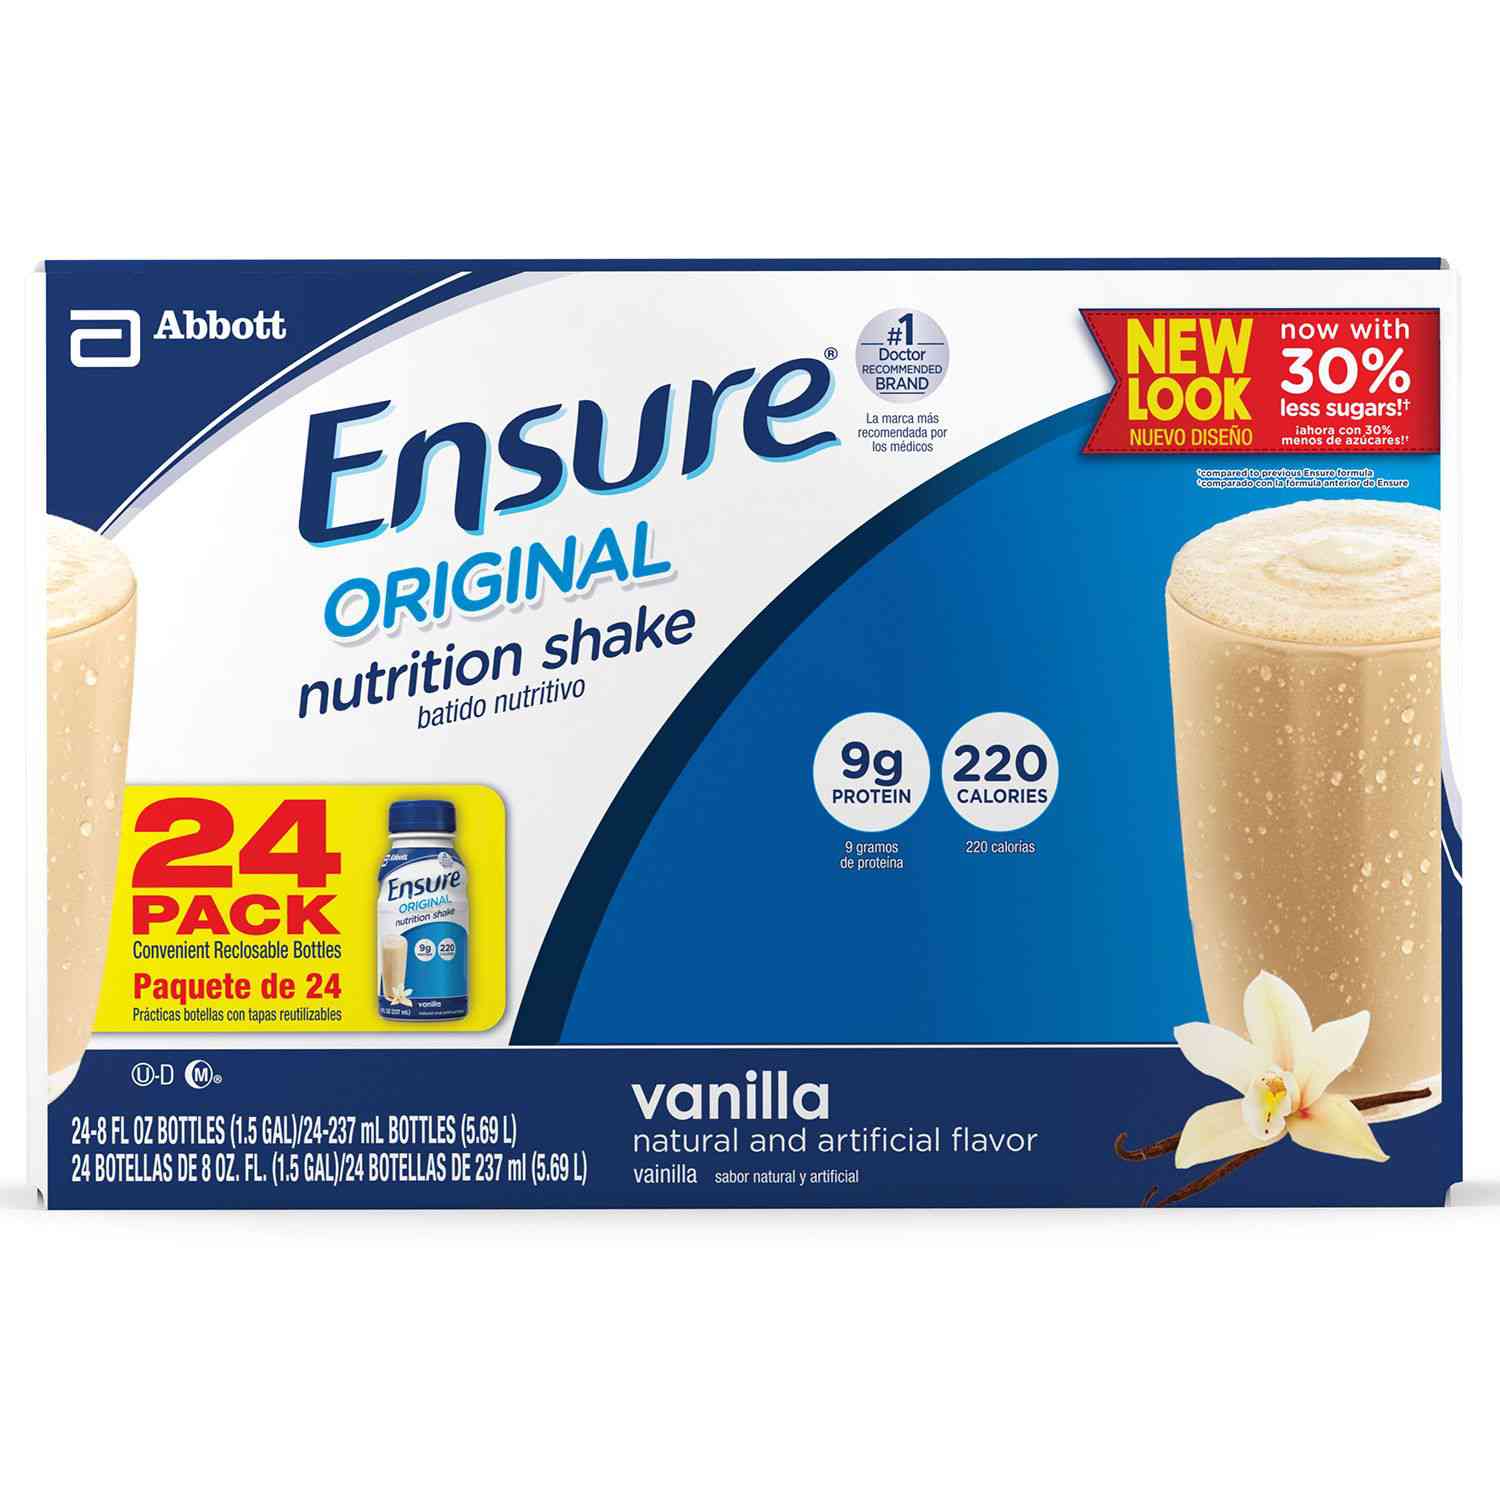 Abbott
Ensure®
ORIGINAL
nutrition shake
batido nutritivo
#1
Doctor
RECOMMENDED
BRAND
La marca más
recomendada por
los médicos
NEW
LOOK
NUEVO DISEÑO
now with
30%
less sugars!†
¡ahora con 30%
menos de azúcares!†
†compared to previous Ensure formula
†comparado con la fórmula anterior de Ensure
9g
PROTEIN
9 gramos
de proteína
220
CALORIES
220 calorías
24
PACK
Convenient Reclosable Bottles
Paquete de 24
Prácticas botellas con tapas reutilizables
Abbott
Ensure
ORIGINAL
nutrition shake
9g
220
vanilla
U-D M®
24-8 FL OZ BOTTLES (1.5 GAL)/24-237 mL BOTTLES (5.69 L)
24 BOTELLAS DE 8 OZ. FL. (1.5 GAL)/24 BOTELLAS DE 237 ml (5.69 L)
vanilla
natural and artificial flavor
vainilla sabor natural y artificial